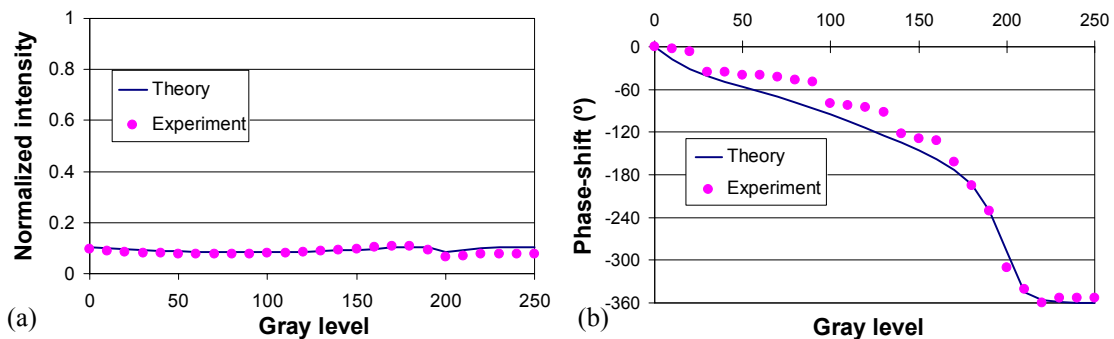 1
0.8
0.6
0.4
0.2
0
Normalized intensity
Theory
Experiment
0 50 100 150 200 250
Gray level
(a)
0 50 100 150 200 250
0
-60
-120
-180
-240
-300
-360
Phase-shift (º)
Theory
Experiment
Gray level
(b)